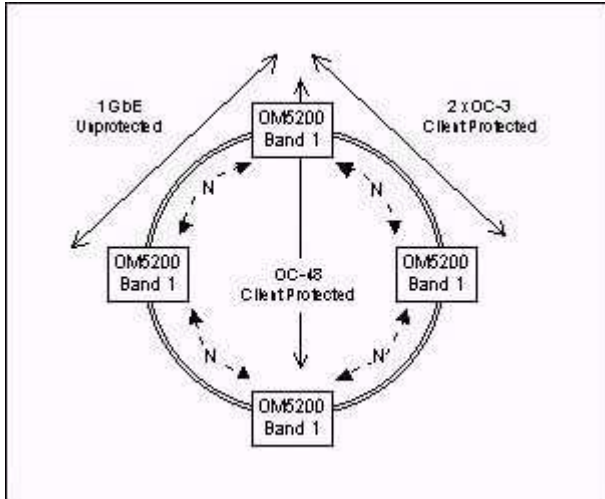 1 GbE
Unprotected
2 x OC-3
Client Protected
OM5200
Band 1
N
N
OM5200
Band 1
OC-48
Client Protected
OM5200
Band 1
N
N
OM5200
Band 1